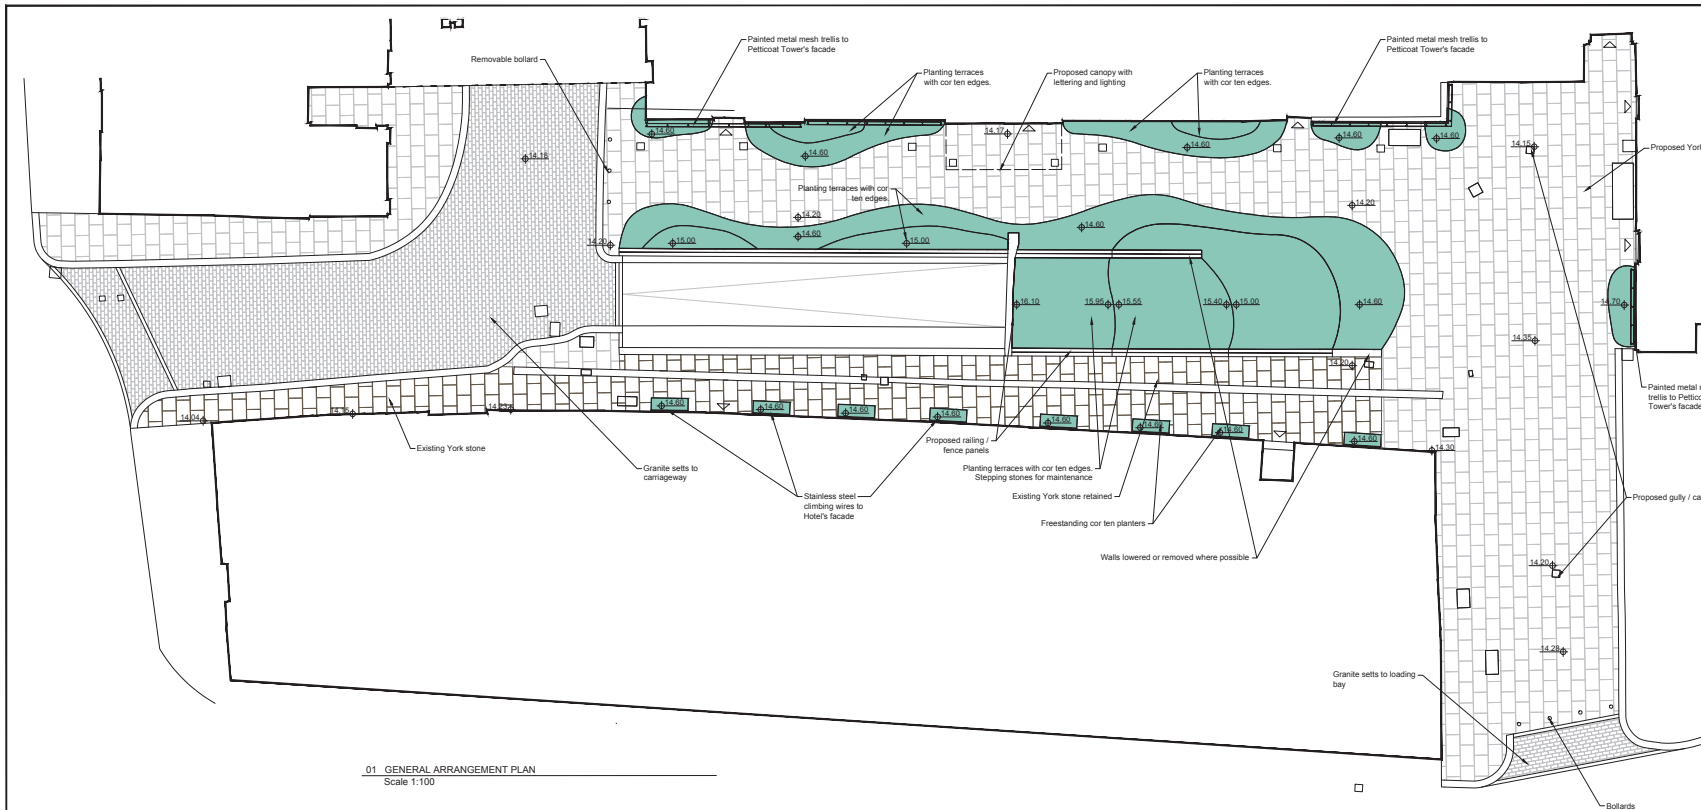 Painted metal mesh trellis to
Petticoat Tower's facade
Painted metal mesh trellis to
Petticoat Tower's facade
Removable bollard
Planting terraces
with cor ten edges.
Proposed canopy with
lettering and lighting
Planting terraces
with cor ten edges.
14.60
14.17
14.60
14.60
14.60
14.60
14.15
Proposed York
14.18
Planting terraces with cor
ten edges.
14.20
14.20
14.60
14.60
14.20
15.00
15.00
16.10
15.95
15.55
15.40
15.00
14.60
14.70
14.35
14.20
Painted metal
trellis to Pettico
Tower's facade
14.04
14.15
14.23
14.60
14.60
14.60
14.60
14.60
14.60
14.60
14.30
Existing York stone
Granite setts to
carriageway
Stainless steel
climbing wires to
Hotel's facade
Proposed railing /
fence panels
Planting terraces with cor ten edges.
Stepping stones for maintenance
Existing York stone retained
Freestanding cor ten planters
Walls lowered or removed where possible
Proposed gully / ca
14.20
14.28
Granite setts to loading
bay
Bollards
01 GENERAL ARRANGEMENT PLAN
Scale 1:100